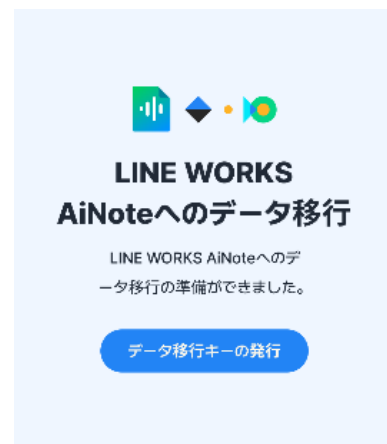 LINE WORKS
AiNoteへのデータ移行
LINE WORKS AiNoteへのデ
ータ移行の準備ができました。
データ移行キーの発行